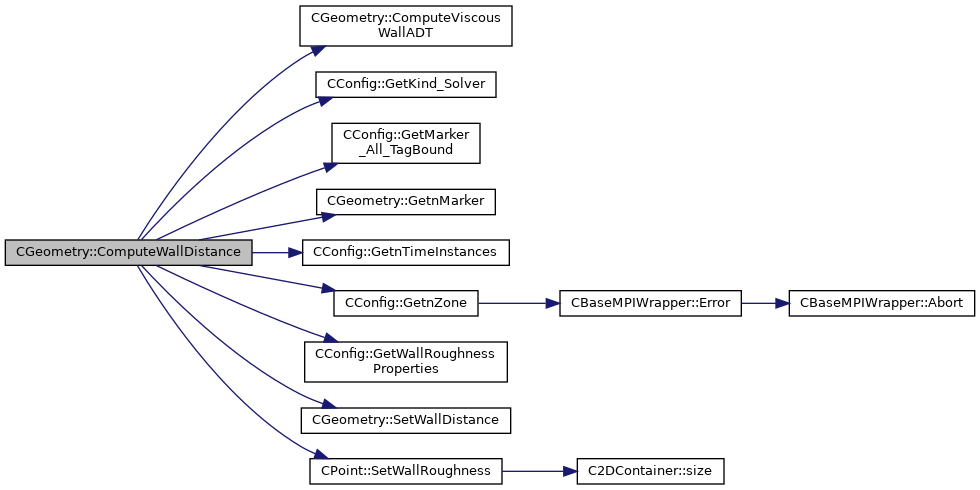 CGeometry::ComputeViscous
WallADT
CConfig::GetKind_Solver
CConfig::GetMarker
_All_TagBound
CGeometry::GetnMarker
CGeometry::ComputeWallDistance
CConfig::GetnTimeInstances
CConfig::GetnZone
CBaseMPIWrapper::Error
CBaseMPIWrapper::Abort
CConfig::GetWallRoughness
Properties
CGeometry::SetWallDistance
CPoint::SetWallRoughness
C2DContainer::size